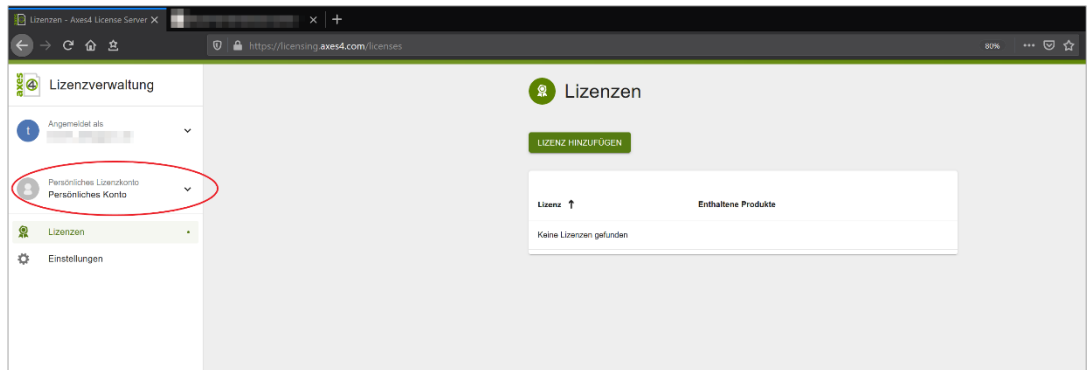 Lizenzen - Axes4 License Server
https://licensing.axes4.com/licenses
80%
axes
4
Lizenzverwaltung
Lizenzen
t
Angemeldet als
LIZENZ HINZUFÜGEN
Persönliches Lizenzkonto
Persönliches Konto
Lizenz
Enthaltene Produkte
Lizenzen
Keine Lizenzen gefunden
Einstellungen